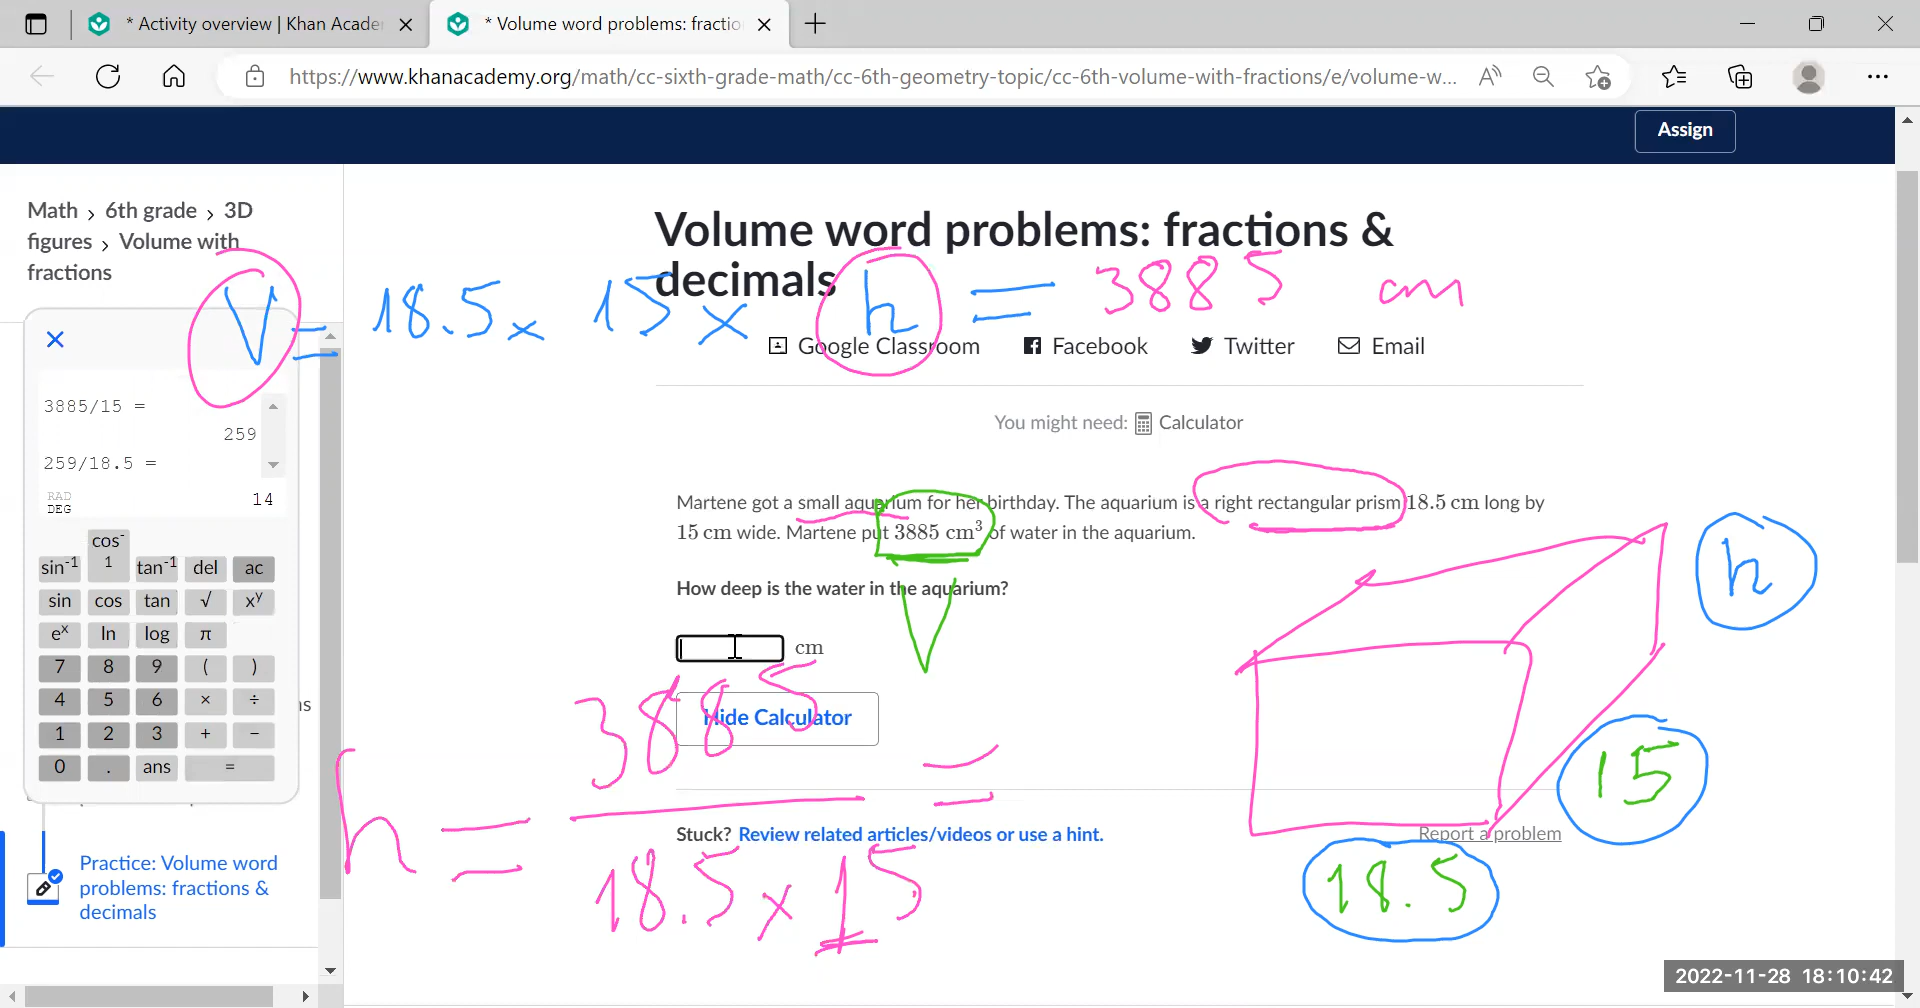 * Activity overview | Khan Acade
* Volume word problems: fractio
https://www.khanacademy.org/math/cc-sixth-grade-math/cc-6th-geometry-topic/cc-6th-volume-with-fractions/e/volume-w...
Assign
Math > 6th grade > 3D
figures > Volume with
fractions
Volume word problems: fractions &
decimals
V = 18.5 x 15 x h = 3885 cm
Google Classroom Facebook Twitter Email
You might need: Calculator
3885/15 =
259
259/18.5 =
RAD
DEG
14
cos⁻
sin⁻¹ 1 tan⁻¹ del ac
sin cos tan √ xʸ
eˣ ln log π
7 8 9 ( )
4 5 6 × ÷
1 2 3 + −
0 . ans =
Martene got a small aquarium for her birthday. The aquarium is a right rectangular prism 18.5 cm long by
15 cm wide. Martene put 3885 cm³ of water in the aquarium.
How deep is the water in the aquarium?
cm
V
h
Hide Calculator
ns
3885
h = =
18.5 x 15
15
18.5
Stuck? Review related articles/videos or use a hint.
Report a problem
Practice: Volume word
problems: fractions &
decimals
2022-11-28 18:10:42